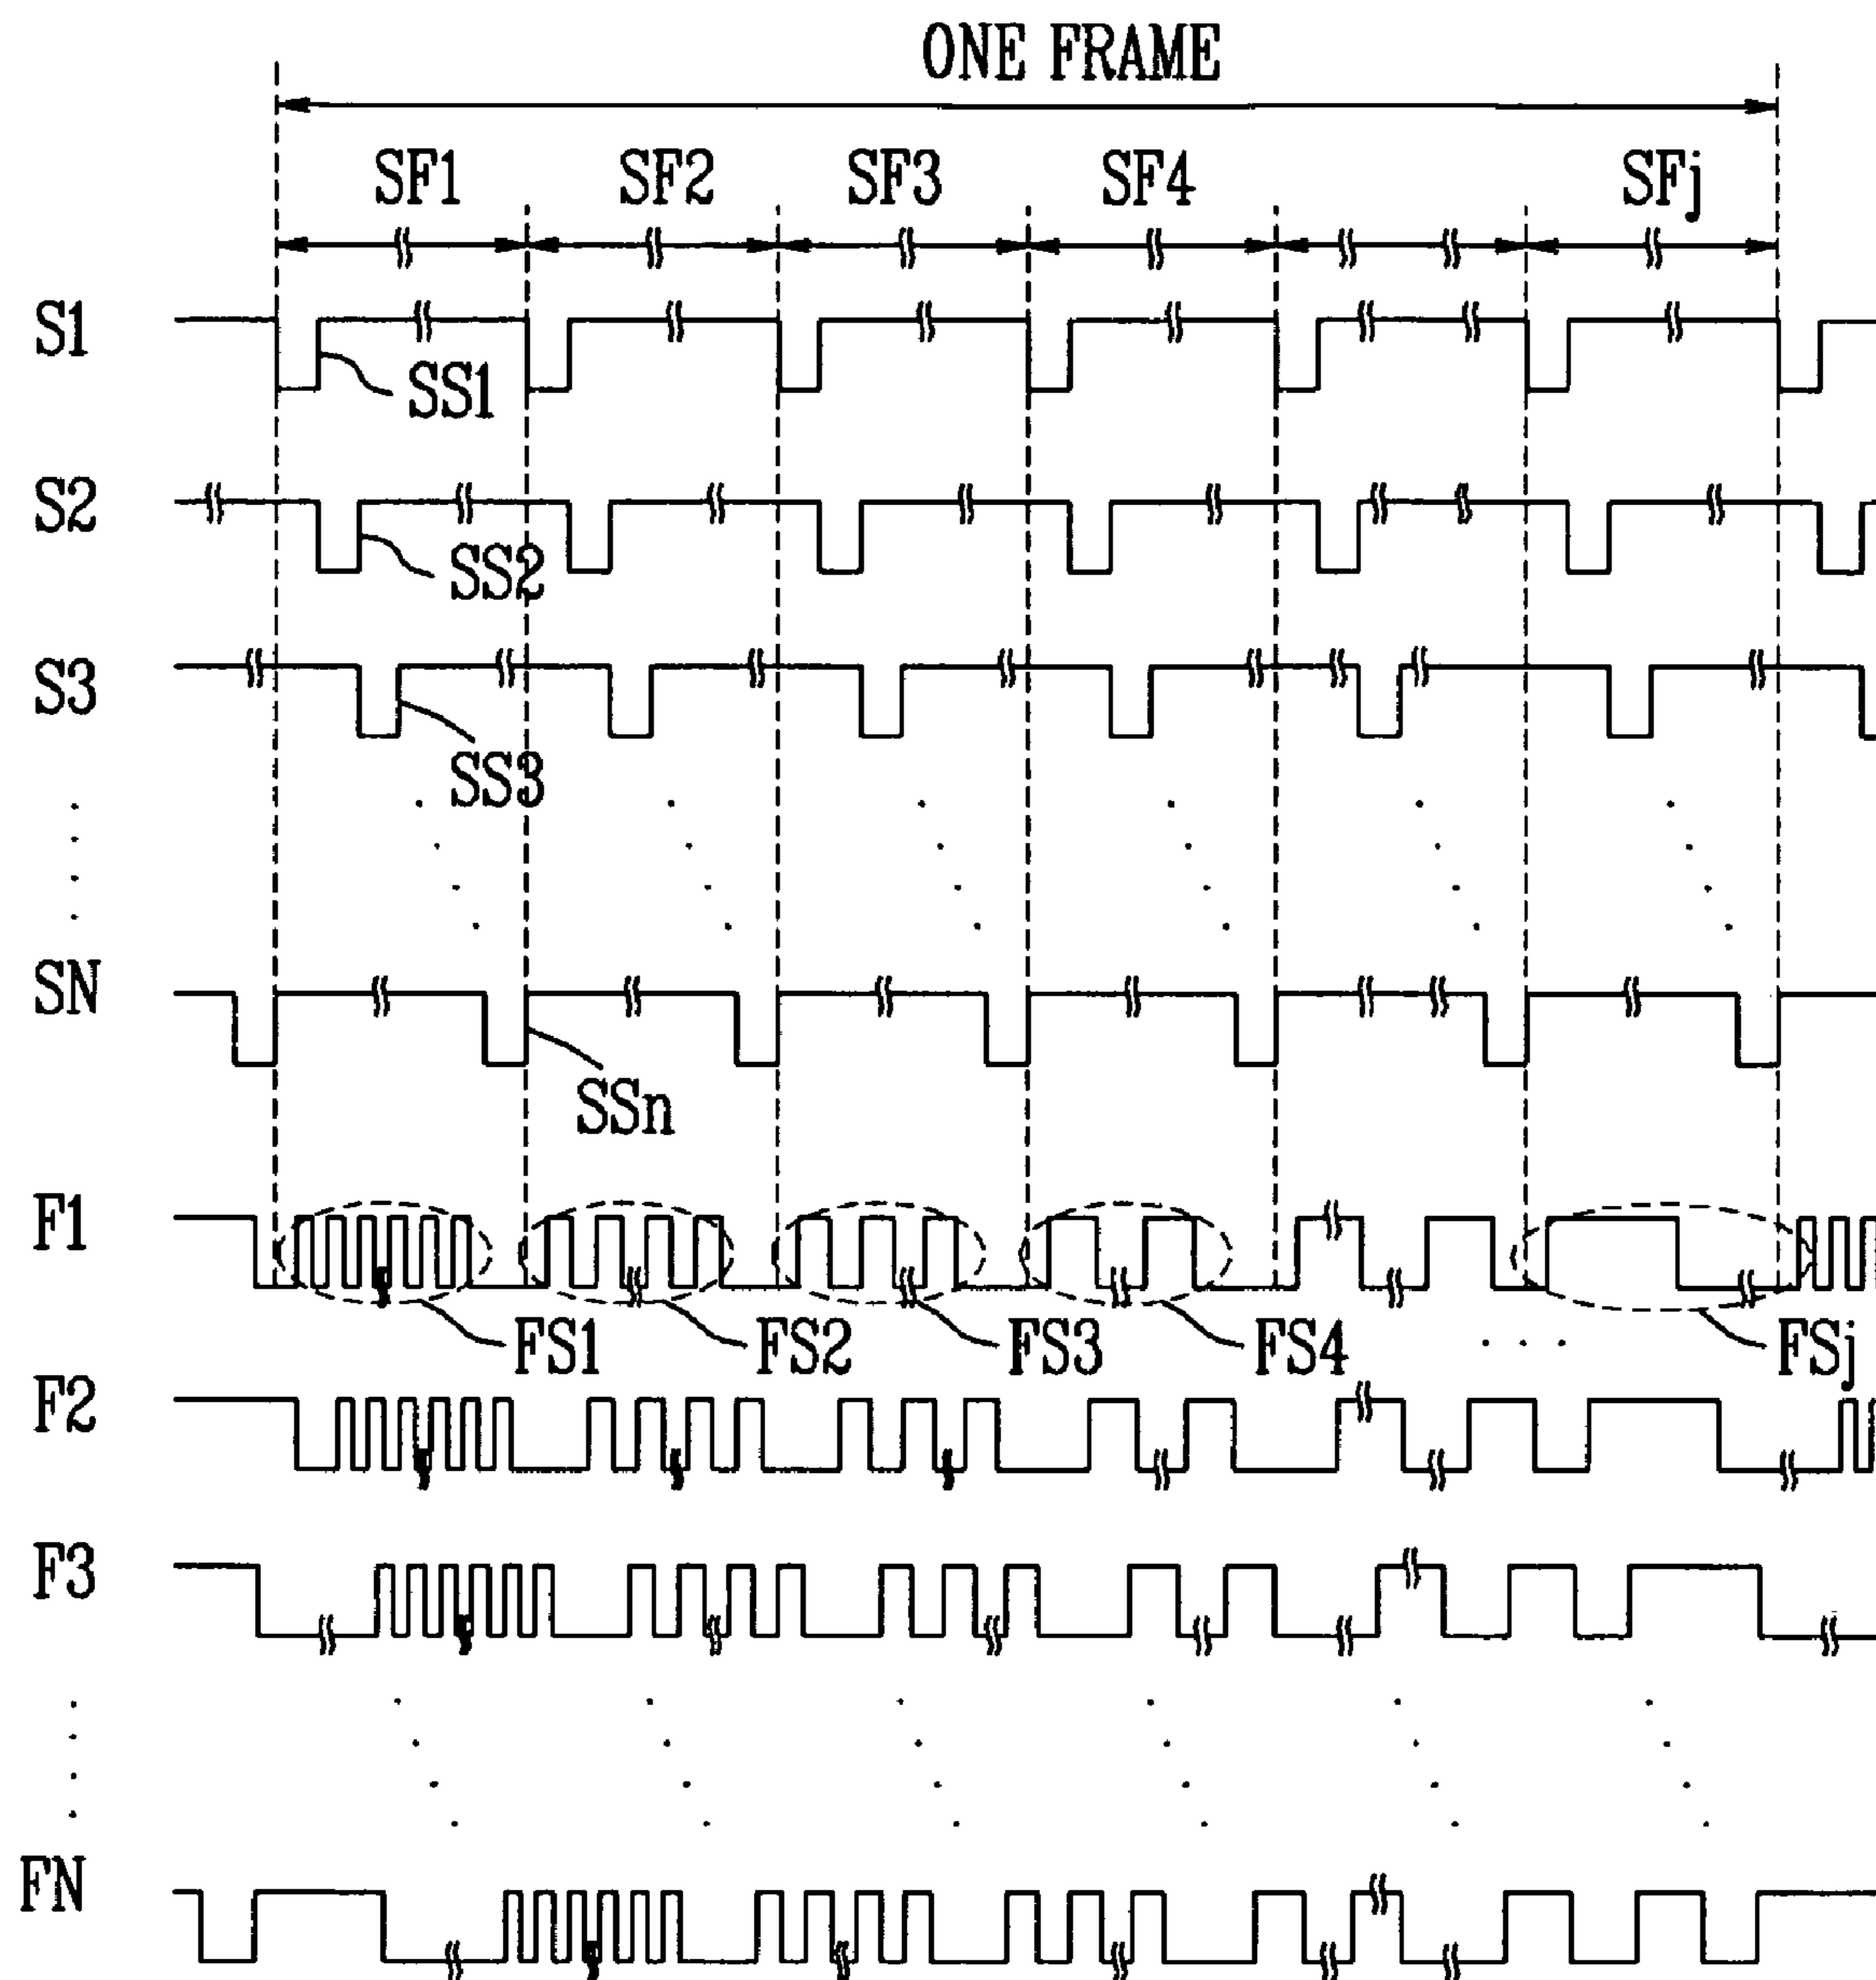 ONE FRAME
SF1 SF2 SF3 SF4 SFj
S1
SS1
S2
SS2
S3
SS3
SN
SSn
F1
FS1 FS2 FS3 FS4 FSj
F2
F3
FN